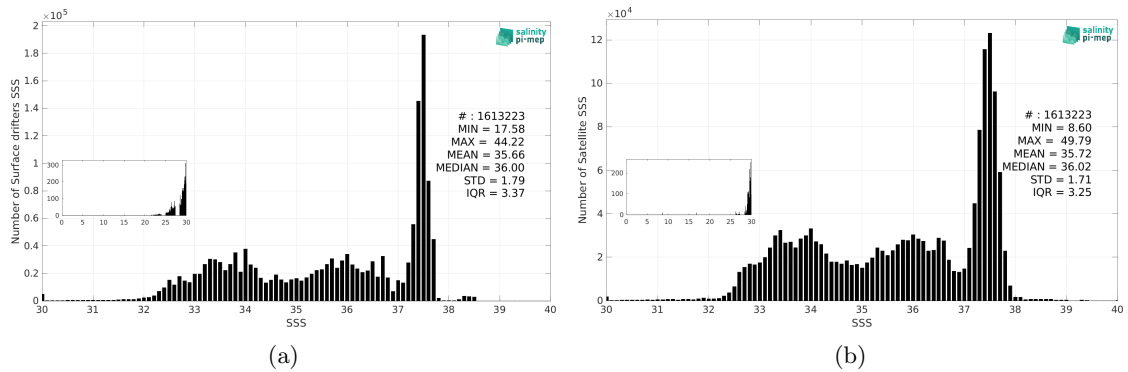 ×10^5
2
1.8
1.6
1.4
1.2
1
0.8
0.6
0.4
0.2
0
Number of Surface drifters SSS
salinity
pi-mep
# : 1613223
MIN = 17.58
MAX = 44.22
MEAN = 35.66
MEDIAN = 36.00
STD = 1.79
IQR = 3.37
300
200
100
0
0 5 10 15 20 25 30
30 31 32 33 34 35 36 37 38 39 40
SSS
(a)
×10^4
12
10
8
6
4
2
0
Number of Satellite SSS
salinity
pi-mep
# : 1613223
MIN = 8.60
MAX = 49.79
MEAN = 35.72
MEDIAN = 36.02
STD = 1.71
IQR = 3.25
200
100
0
0 5 10 15 20 25 30
30 31 32 33 34 35 36 37 38 39 40
SSS
(b)